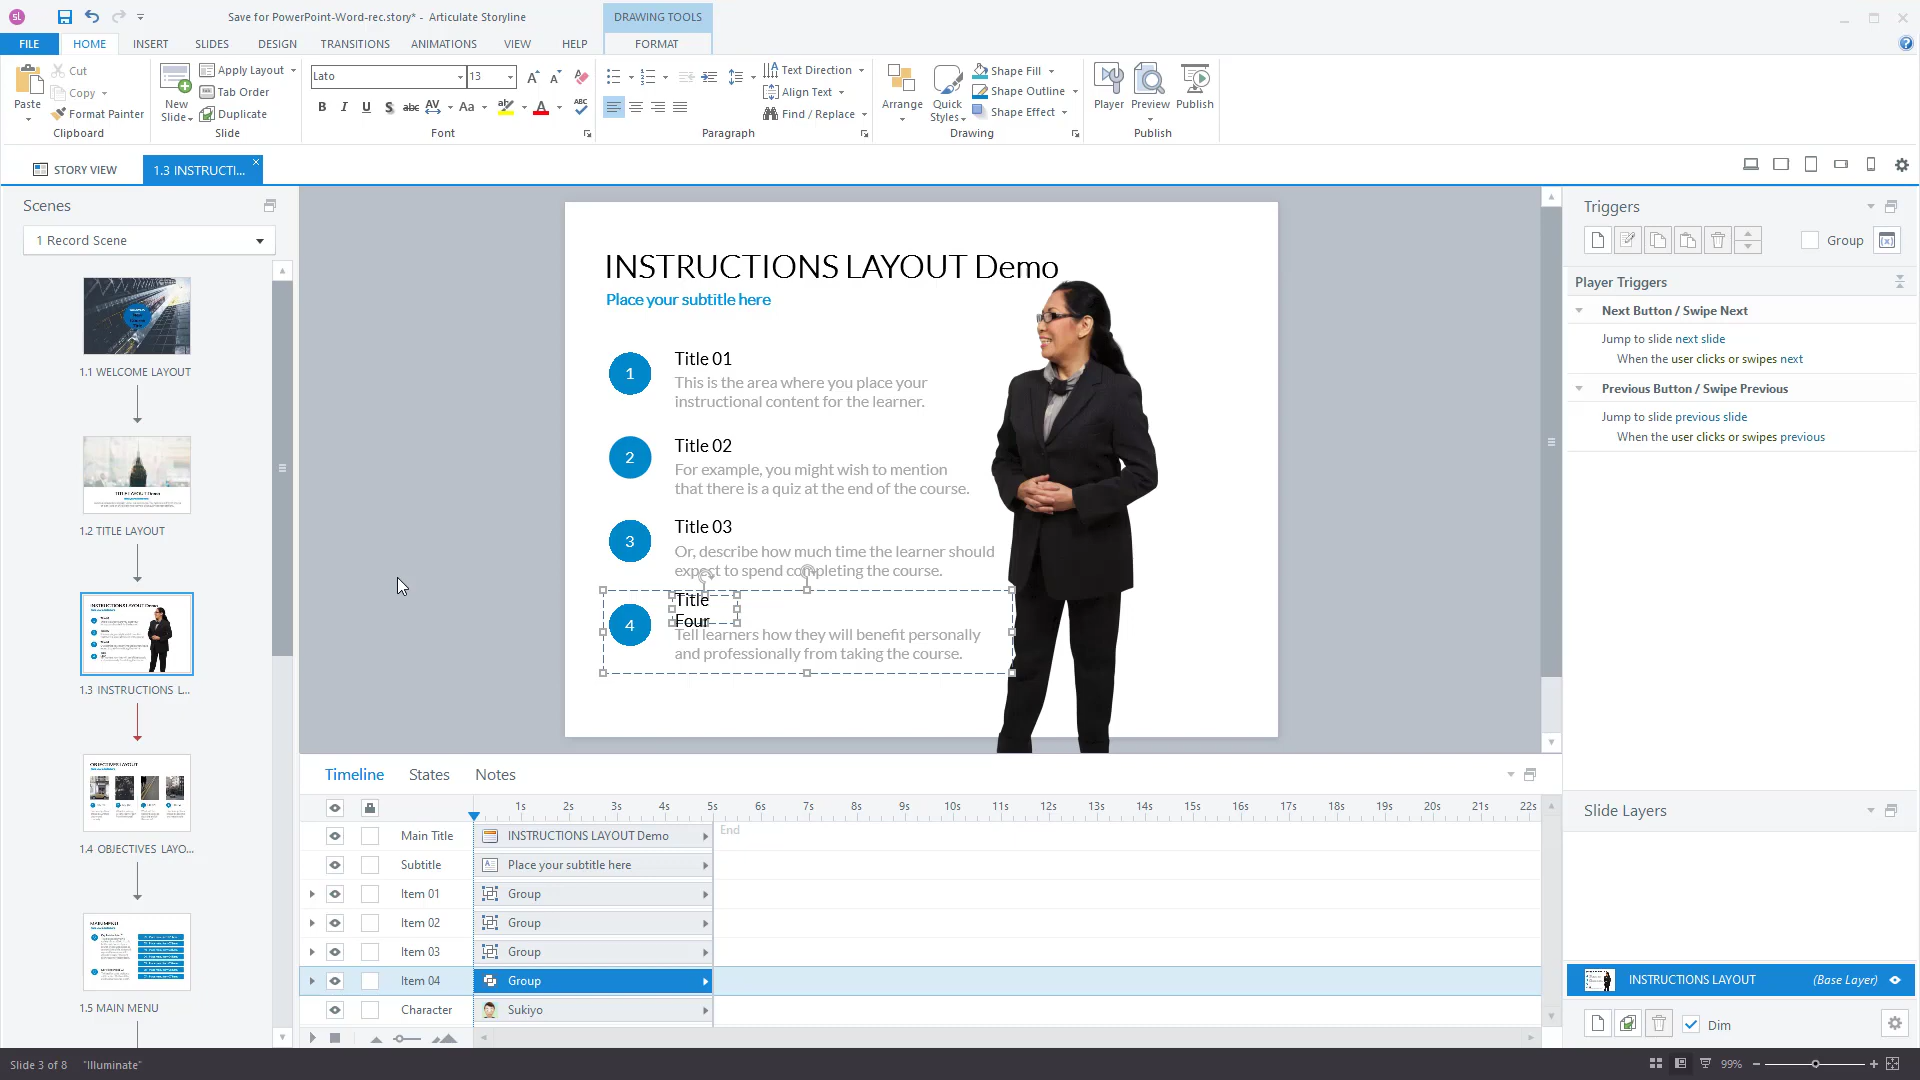 Save for PowerPoint-Word-rec.story* - Articulate Storyline
DRAWING TOOLS
FILE HOME INSERT SLIDES DESIGN TRANSITIONS ANIMATIONS VIEW HELP FORMAT
Paste
Cut
Copy
Format Painter
Clipboard
New Slide
Apply Layout
Tab Order
Duplicate
Slide
Lato 13
B I U S abc AV Aa A ABC
Font
Text Direction
Align Text
Find / Replace
Paragraph
Arrange
Quick Styles
Shape Fill
Shape Outline
Shape Effect
Drawing
Player
Preview
Publish
Publish
STORY VIEW
1.3 INSTRUCTI...
Scenes
1 Record Scene
1.1 WELCOME LAYOUT
1.2 TITLE LAYOUT
1.3 INSTRUCTIONS L...
1.4 OBJECTIVES LAYO...
1.5 MAIN MENU
INSTRUCTIONS LAYOUT Demo
Place your subtitle here
1
Title 01
This is the area where you place your
instructional content for the learner.
2
Title 02
For example, you might wish to mention
that there is a quiz at the end of the course.
3
Title 03
Or, describe how much time the learner should
expect to spend completing the course.
4
Title
Four
Tell learners how they will benefit personally
and professionally from taking the course.
Triggers
Group
Player Triggers
Next Button / Swipe Next
Jump to slide next slide
When the user clicks or swipes next
Previous Button / Swipe Previous
Jump to slide previous slide
When the user clicks or swipes previous
Timeline States Notes
1s 2s 3s 4s 5s 6s 7s 8s 9s 10s 11s 12s 13s 14s 15s 16s 17s 18s 19s 20s 21s 22s
Main Title INSTRUCTIONS LAYOUT Demo End
Subtitle Place your subtitle here
Item 01 Group
Item 02 Group
Item 03 Group
Item 04 Group
Character Sukiyo
Slide Layers
INSTRUCTIONS LAYOUT (Base Layer)
Dim
Slide 3 of 8 "Illuminate" 99%